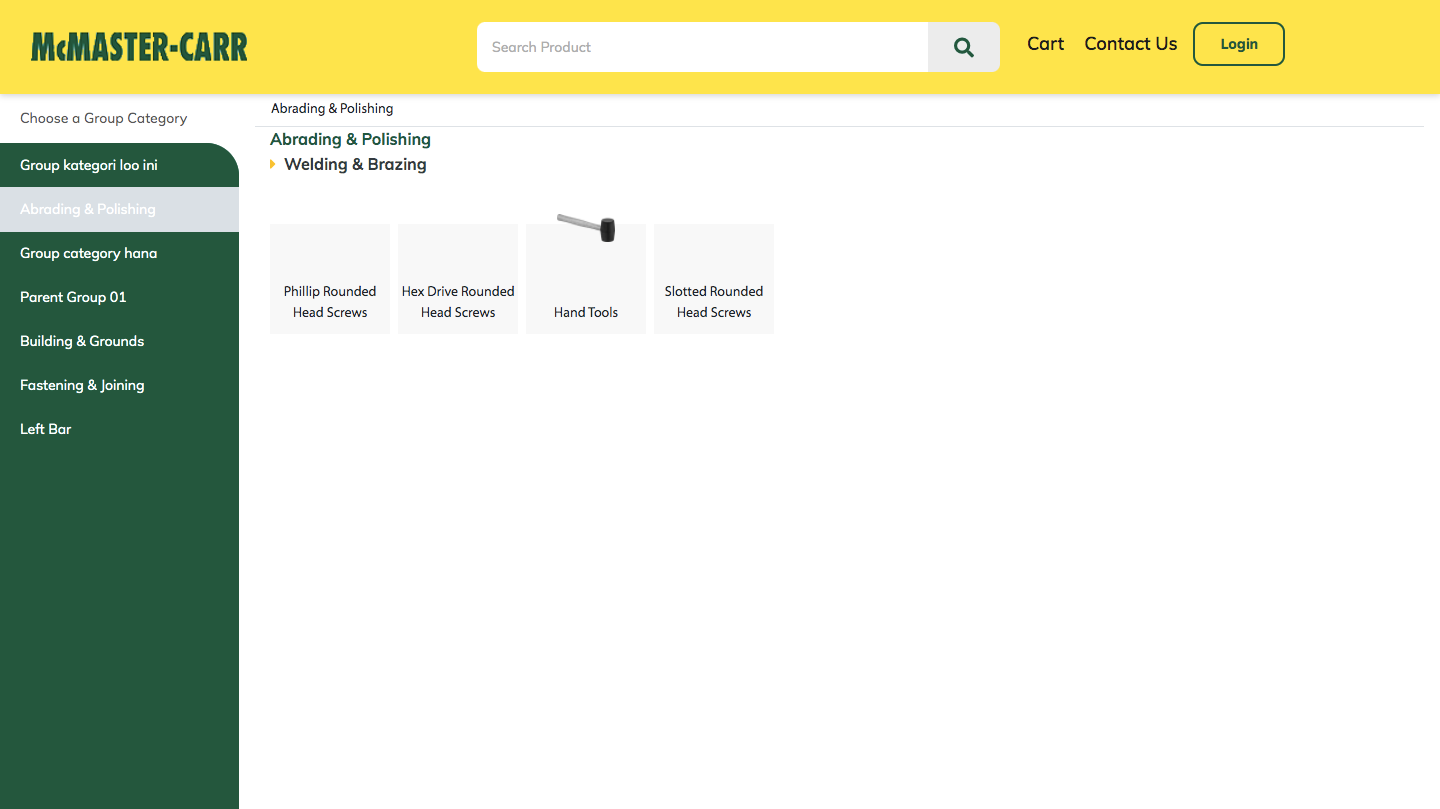 McMASTER-CARR
Search Product
Cart
Contact Us
Login
Choose a Group Category
Group kategori loo ini
Abrading & Polishing
Group category hana
Parent Group 01
Building & Grounds
Fastening & Joining
Left Bar
Abrading & Polishing
Abrading & Polishing
Welding & Brazing
Phillip Rounded
Head Screws
Hex Drive Rounded
Head Screws
Hand Tools
Slotted Rounded
Head Screws